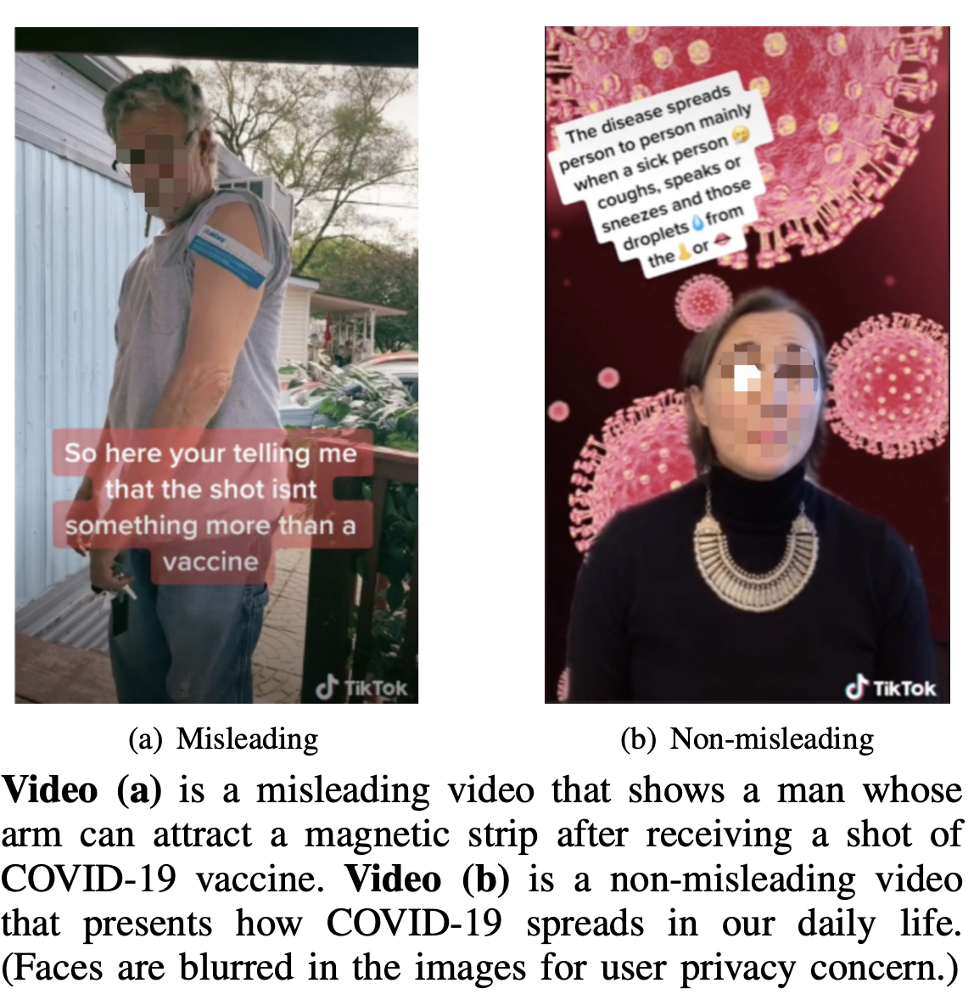 So here your telling me
that the shot isnt
something more than a
vaccine
TikTok
The disease spreads
person to person mainly
when a sick person 🤧
coughs, speaks or
sneezes and those
droplets 💧 from
the 👃 or 👄
TikTok
(a) Misleading
(b) Non-misleading
Video (a) is a misleading video that shows a man whose
arm can attract a magnetic strip after receiving a shot of
COVID-19 vaccine. Video (b) is a non-misleading video
that presents how COVID-19 spreads in our daily life.
(Faces are blurred in the images for user privacy concern.)